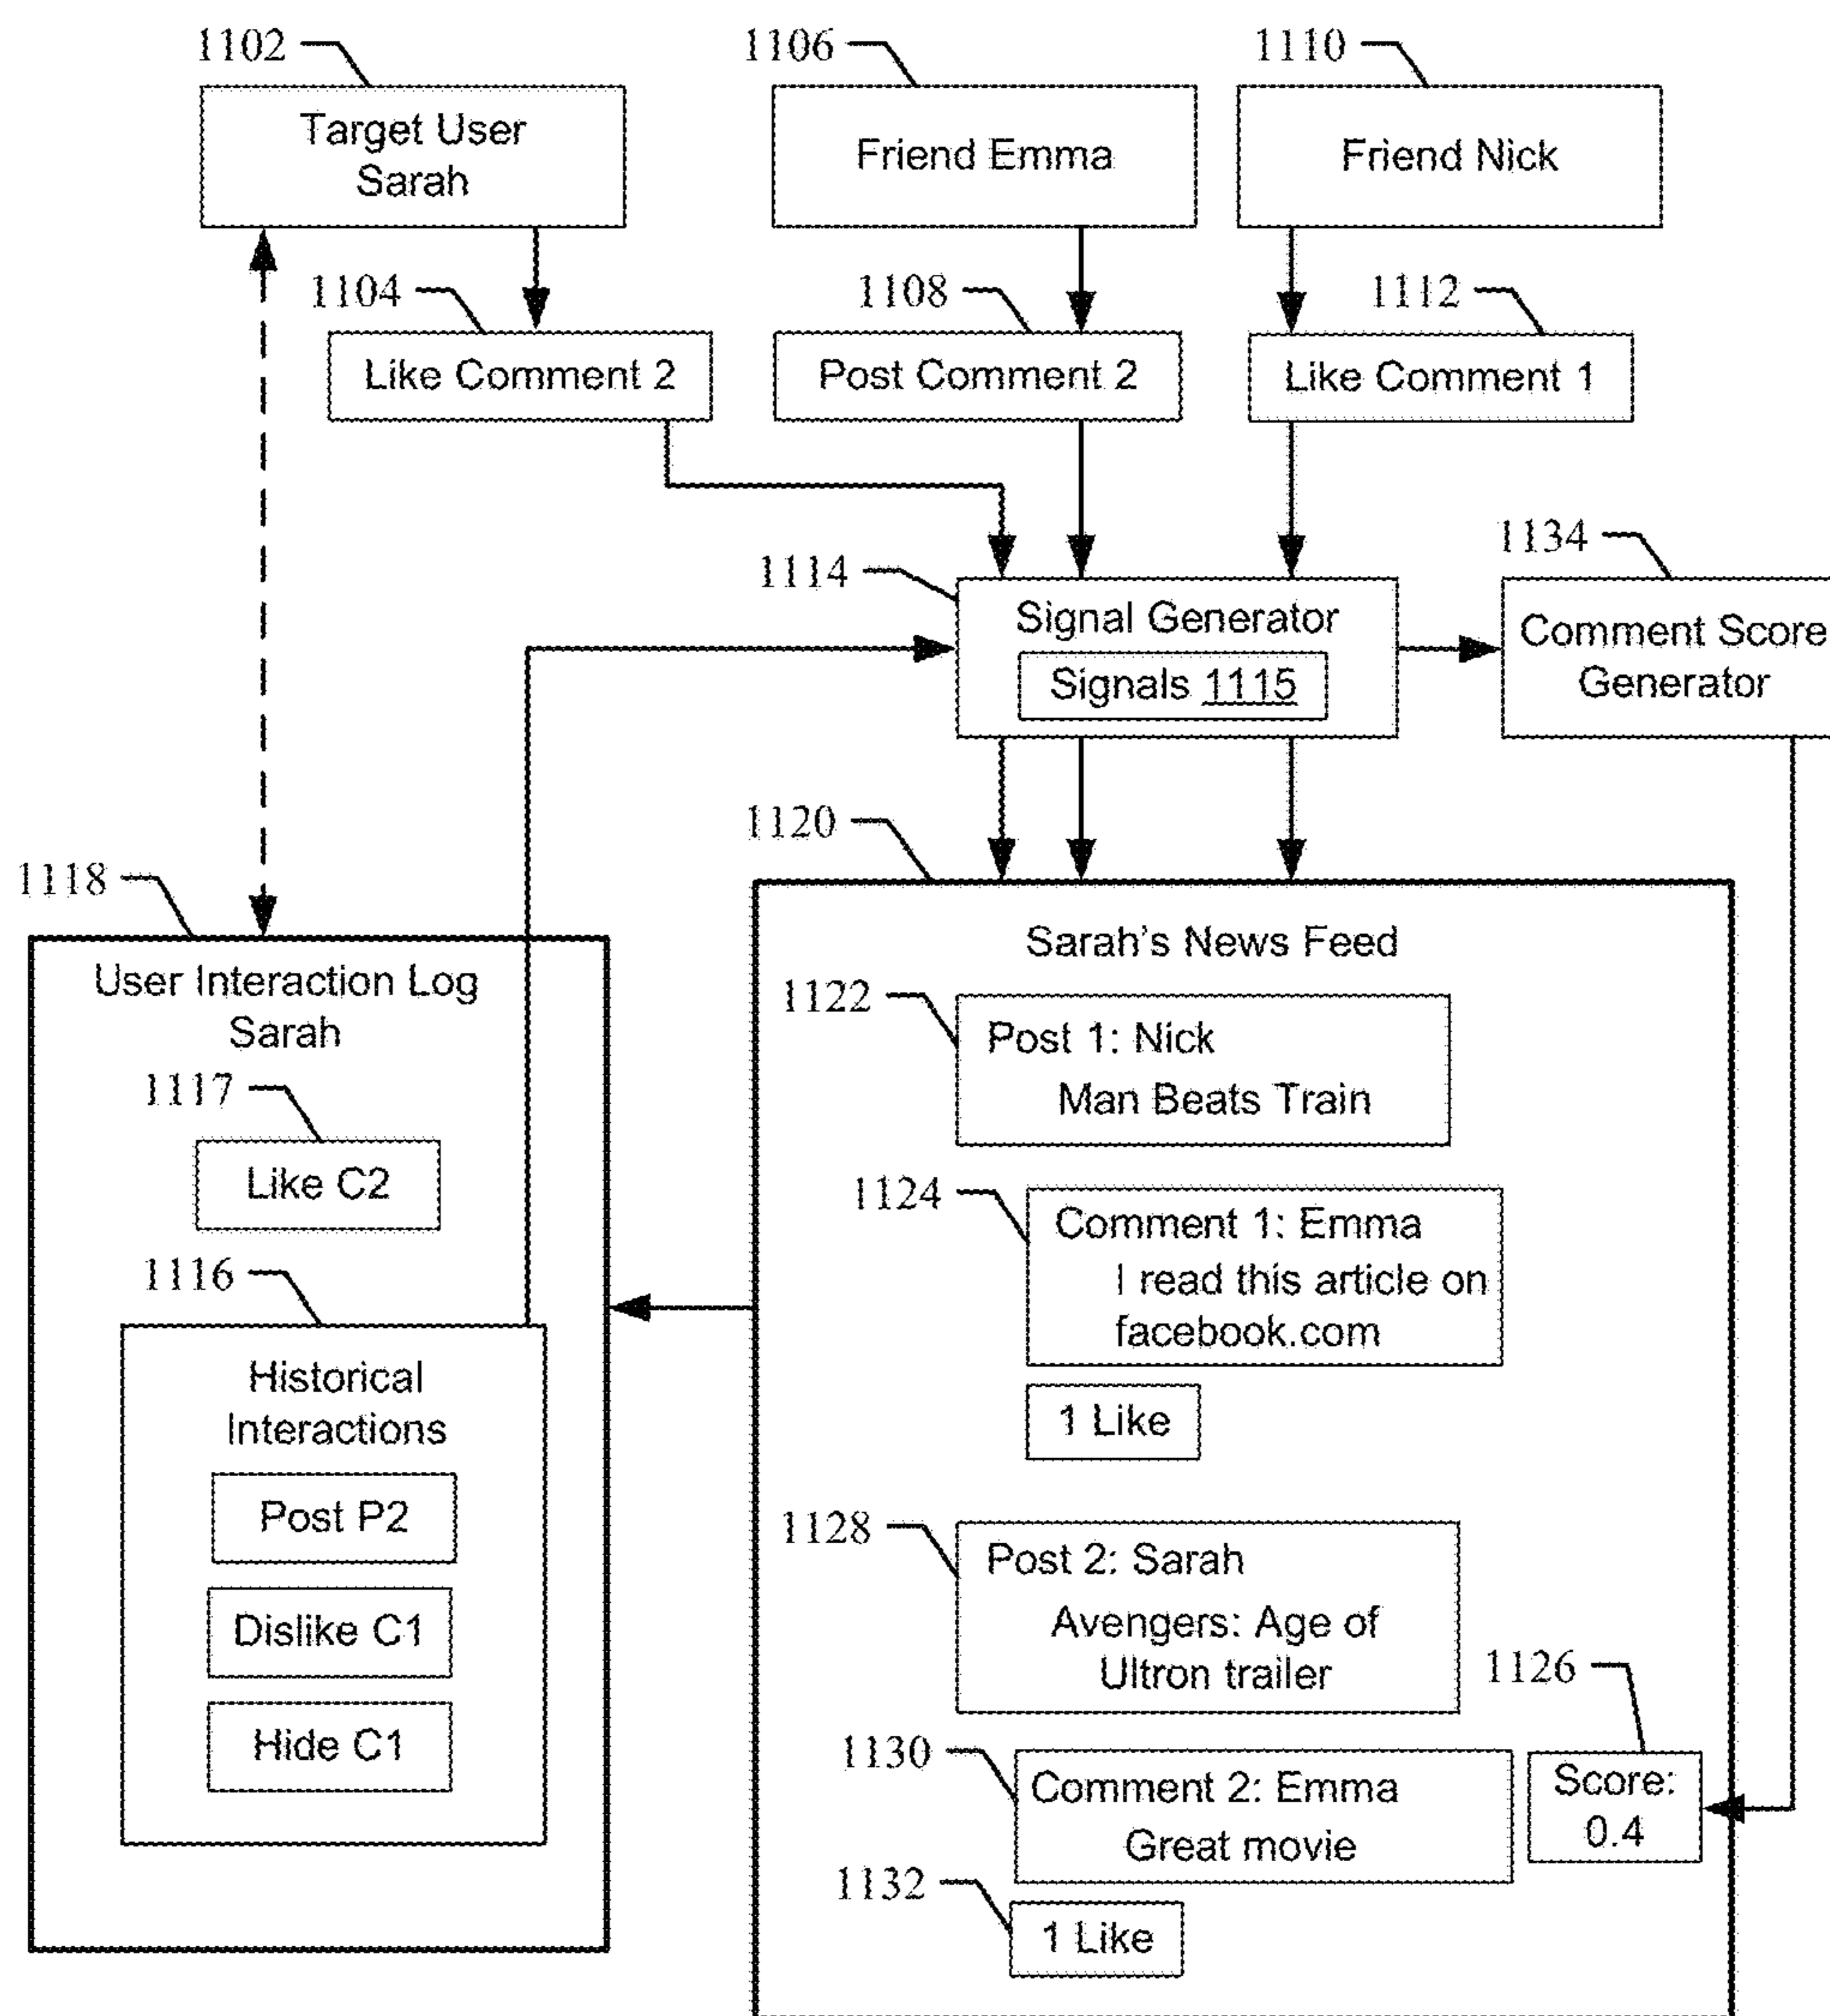 1102
1106
1110
Target User
Sarah
Friend Emma
Friend Nick
1104
1108
1112
Like Comment 2
Post Comment 2
Like Comment 1
1134
1114
Signal Generator
Signals 1115
Comment Score
Generator
1120
1118
Sarah's News Feed
User Interaction Log
Sarah
1122
Post 1: Nick
Man Beats Train
1117
Like C2
1124
Comment 1: Emma
I read this article on
facebook.com
1 Like
1116
Historical
Interactions
Post P2
Dislike C1
Hide C1
1128
Post 2: Sarah
Avengers: Age of
Ultron trailer
1126
1130
Comment 2: Emma
Great movie
Score:
0.4
1132
1 Like